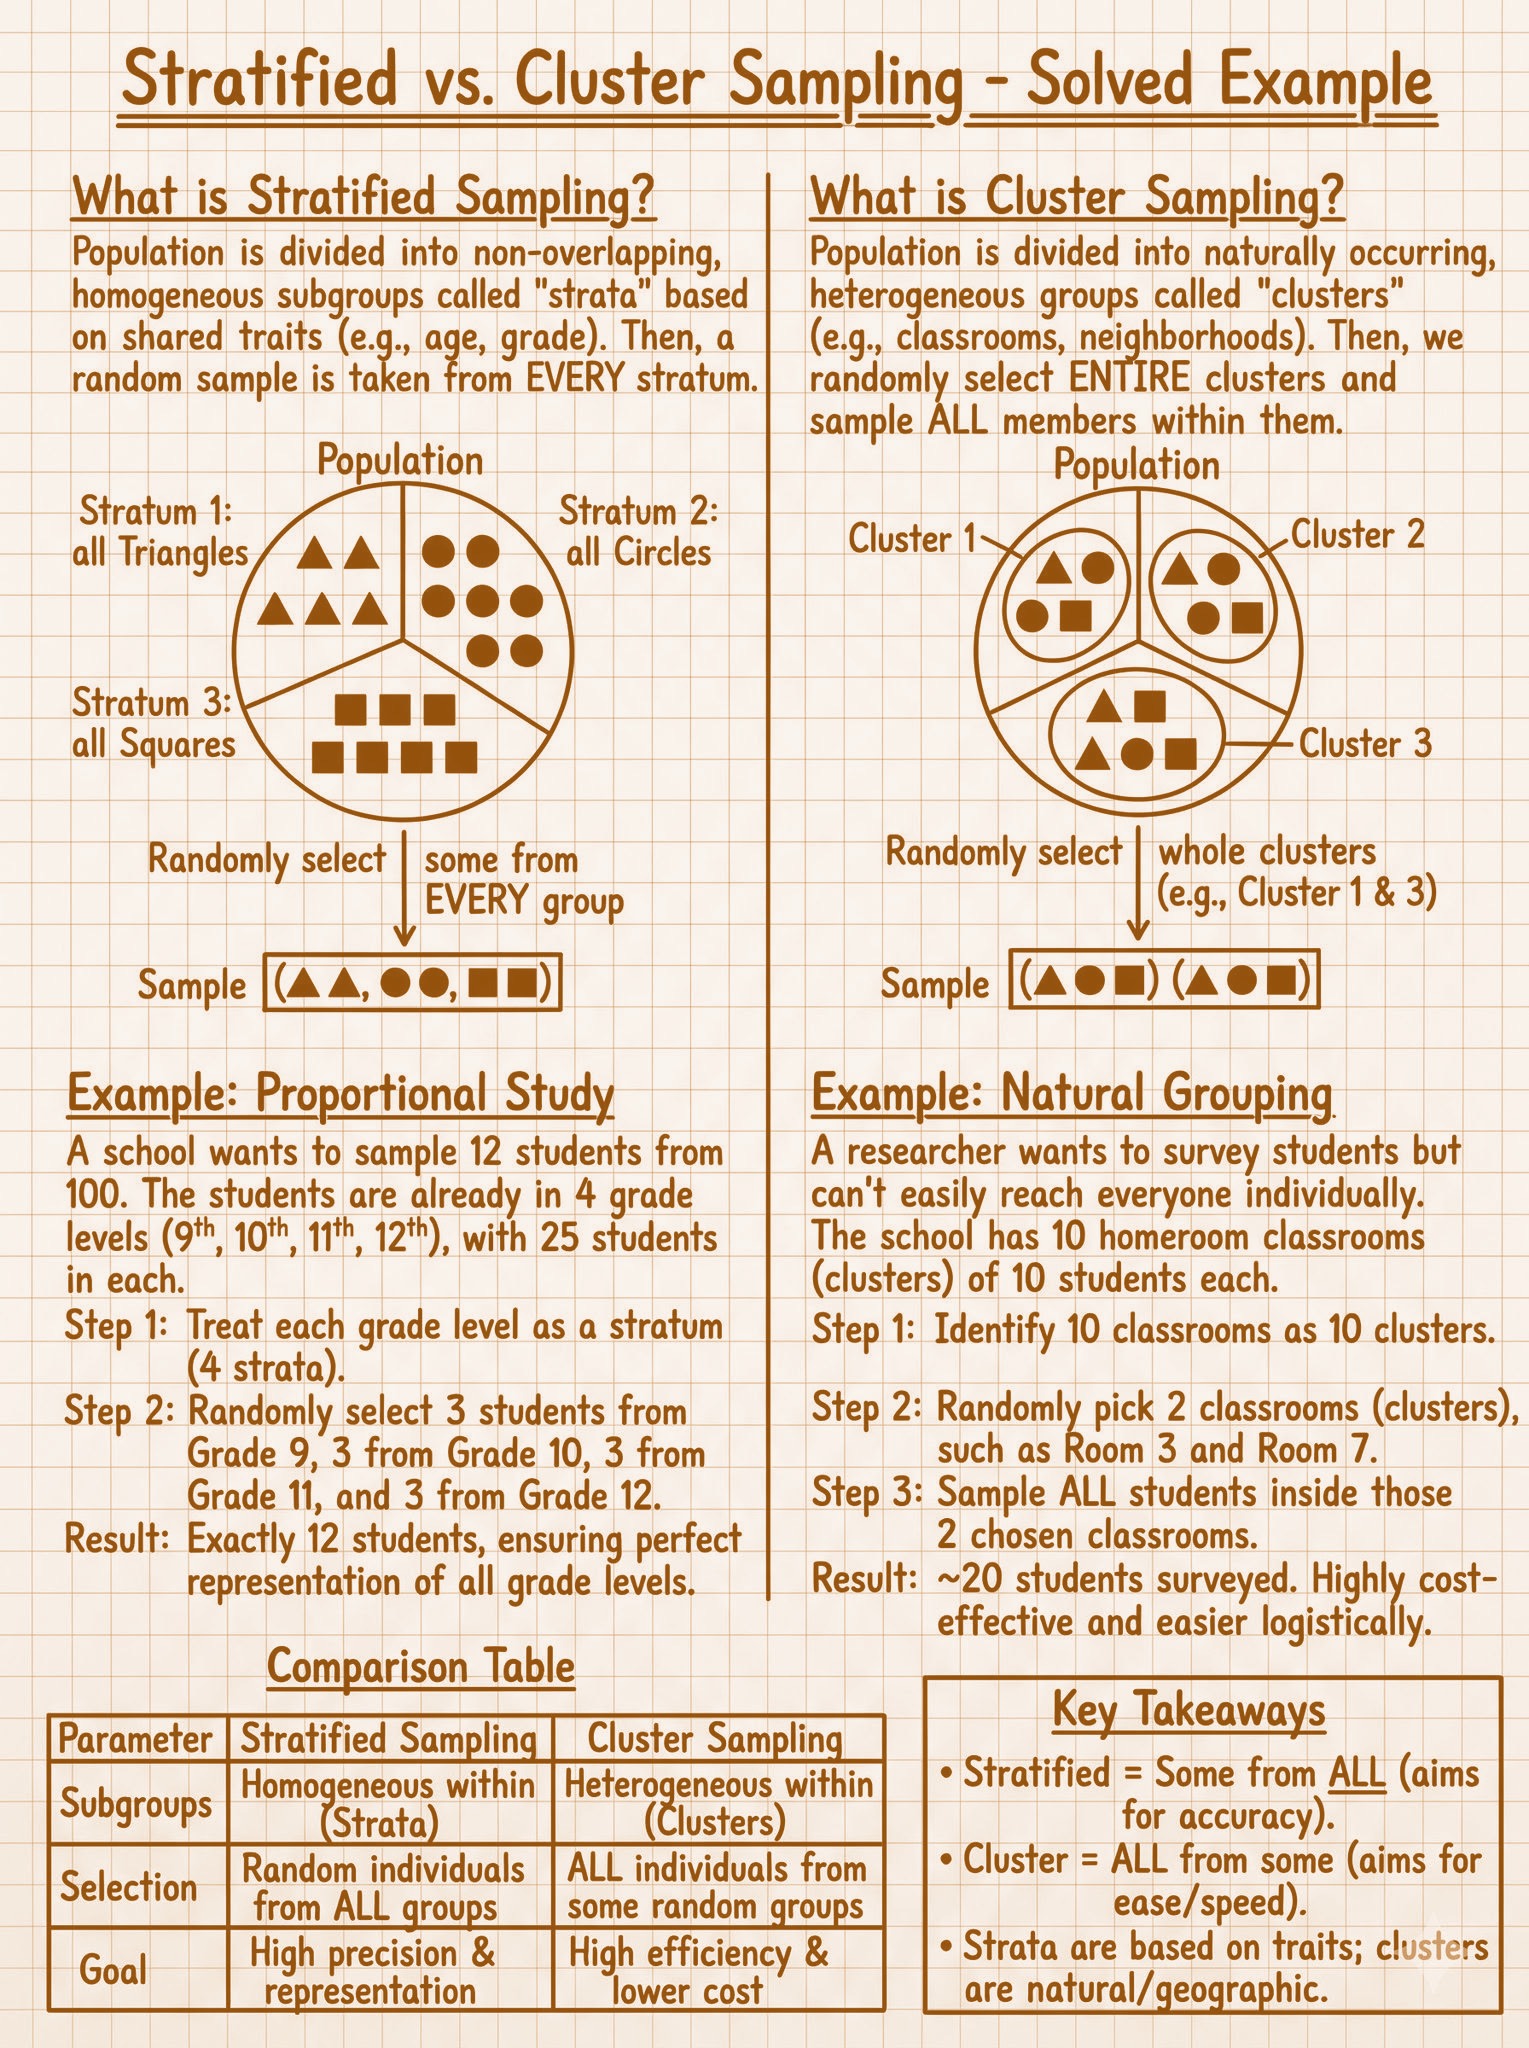 Stratified vs. Cluster Sampling - Solved Example
What is Stratified Sampling?
Population is divided into non-overlapping,
homogeneous subgroups called "strata" based
on shared traits (e.g., age, grade). Then, a
random sample is taken from EVERY stratum.
Population
Stratum 1:
all Triangles
Stratum 2:
all Circles
Stratum 3:
all Squares
Randomly select
some from
EVERY group
Sample
Example: Proportional Study
A school wants to sample 12 students from
100. The students are already in 4 grade
levels (9th, 10th, 11th, 12th), with 25 students
in each.
Step 1: Treat each grade level as a stratum
(4 strata).
Step 2: Randomly select 3 students from
Grade 9, 3 from Grade 10, 3 from
Grade 11, and 3 from Grade 12.
Result: Exactly 12 students, ensuring perfect
representation of all grade levels.
What is Cluster Sampling?
Population is divided into naturally occurring,
heterogeneous groups called "clusters"
(e.g., classrooms, neighborhoods). Then, we
randomly select ENTIRE clusters and
sample ALL members within them.
Population
Cluster 1
Cluster 2
Cluster 3
Randomly select
whole clusters
(e.g., Cluster 1 & 3)
Sample
Example: Natural Grouping
A researcher wants to survey students but
can't easily reach everyone individually.
The school has 10 homeroom classrooms
(clusters) of 10 students each.
Step 1: Identify 10 classrooms as 10 clusters.
Step 2: Randomly pick 2 classrooms (clusters),
such as Room 3 and Room 7.
Step 3: Sample ALL students inside those
2 chosen classrooms.
Result: ~20 students surveyed. Highly cost-
effective and easier logistically.
Comparison Table
Parameter Stratified Sampling Cluster Sampling
Subgroups
Homogeneous within
(Strata)
Heterogeneous within
(Clusters)
Selection
Random individuals
from ALL groups
ALL individuals from
some random groups
Goal
High precision &
representation
High efficiency &
lower cost
Key Takeaways
• Stratified = Some from ALL (aims
for accuracy).
• Cluster = ALL from some (aims for
ease/speed).
• Strata are based on traits; clusters
are natural/geographic.